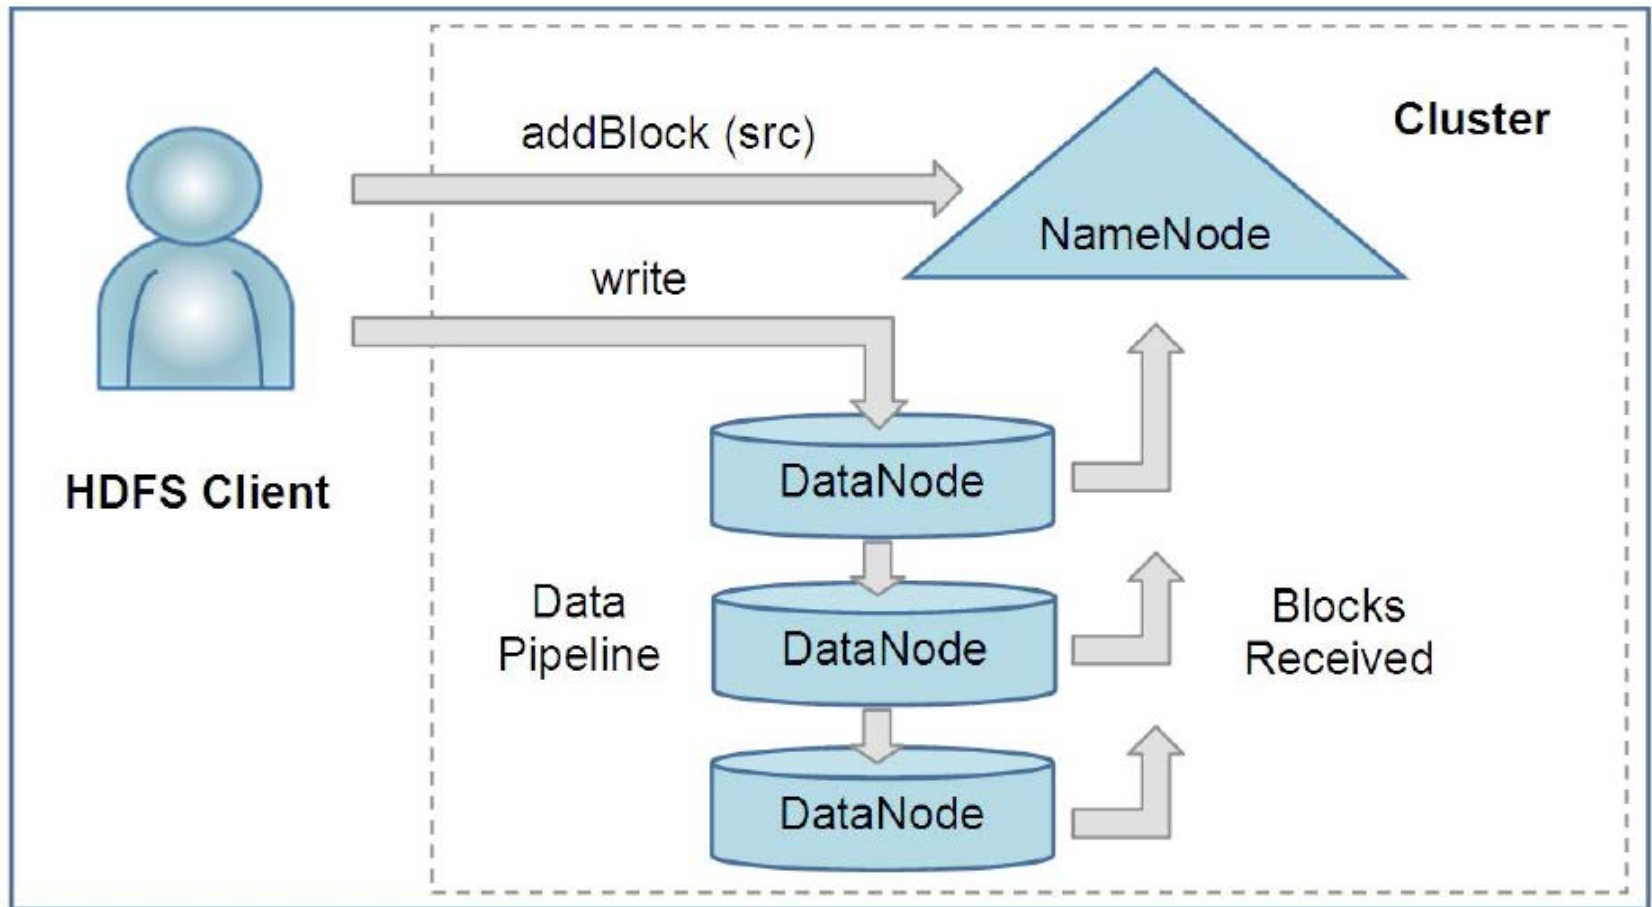 addBlock (src)
Cluster
NameNode
write
HDFS Client
DataNode
Data
Pipeline
DataNode
Blocks
Received
DataNode